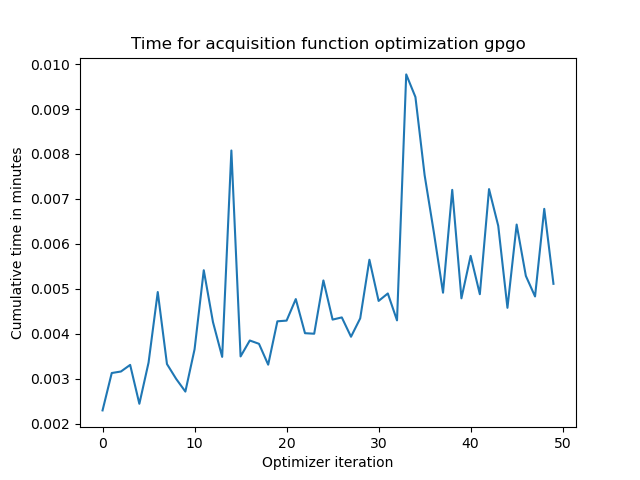 Time for acquisition function optimization gpgo
0.010
0.009
0.008
0.007
0.006
0.005
0.004
0.003
0.002
Cumulative time in minutes
0 10 20 30 40 50
Optimizer iteration